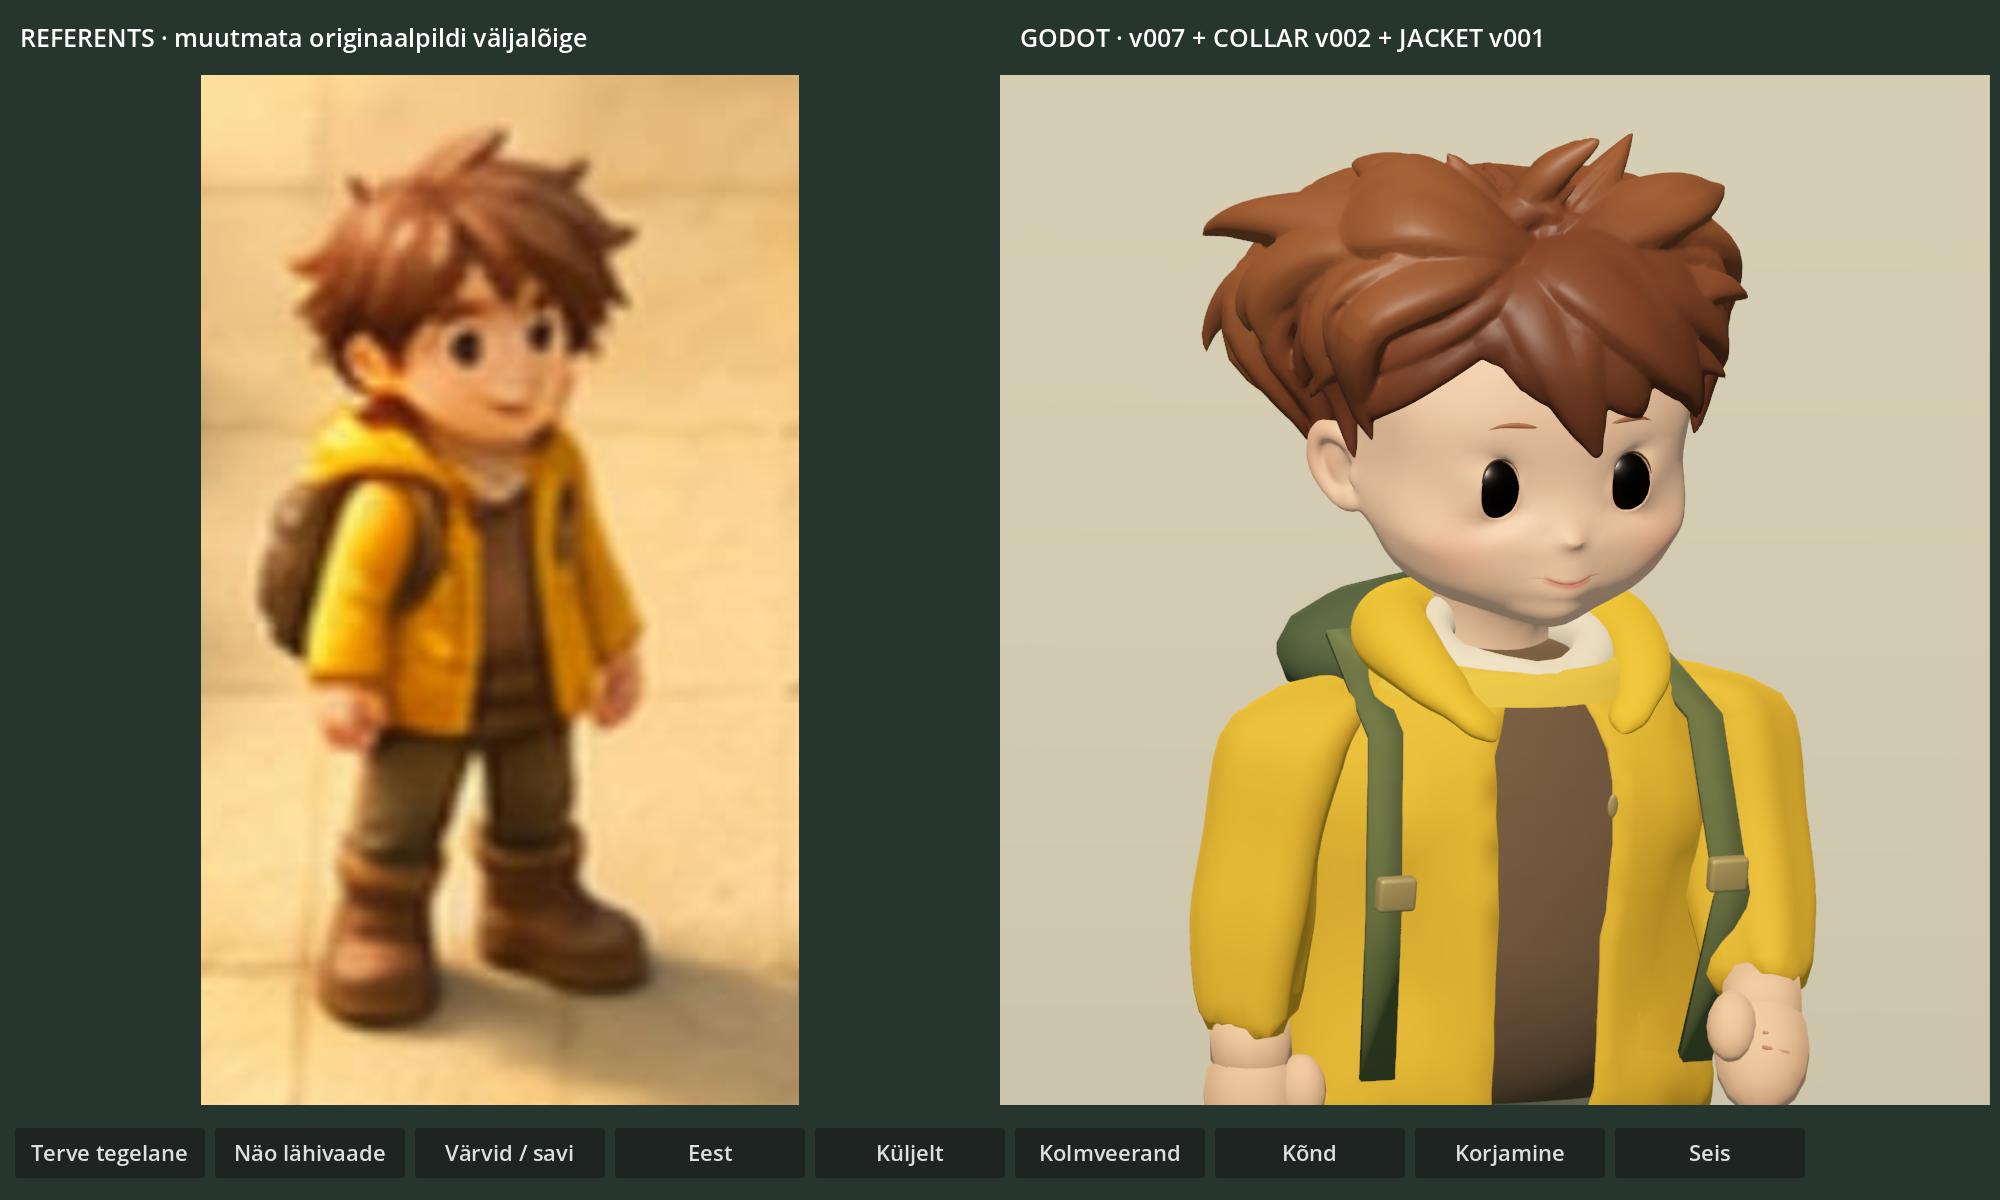 REFERENTS · muutmata originaalpildi väljalõige
GODOT · v007 + COLLAR v002 + JACKET v001
Terve tegelane
Näo lähivaade
Värvid / savi
Eest
Küljelt
Kolmveerand
Kõnd
Korjamine
Seis